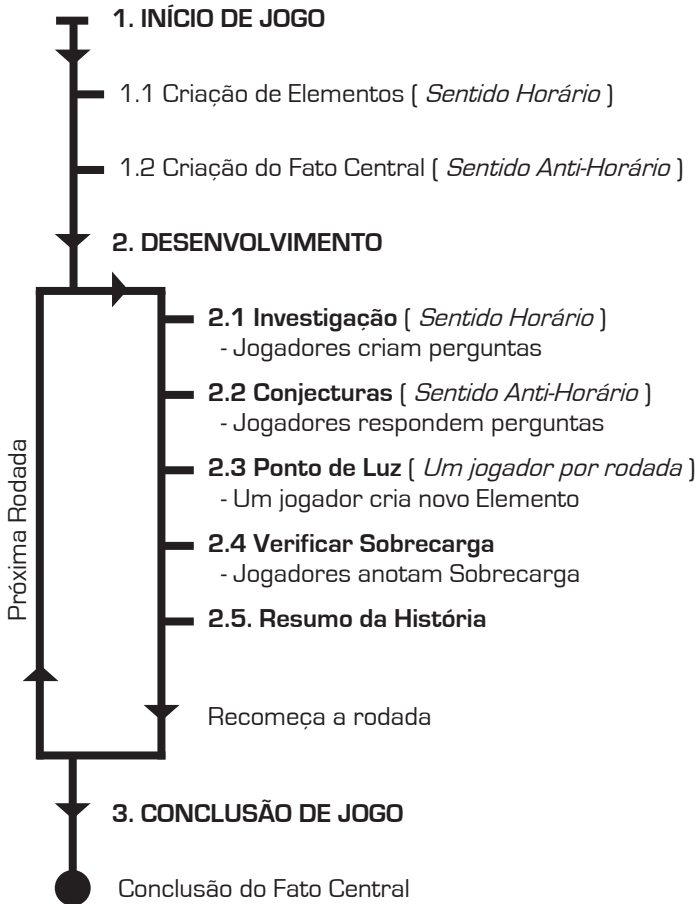 1. INÍCIO DE JOGO
1.1 Criação de Elementos ( Sentido Horário )
1.2 Criação do Fato Central ( Sentido Anti-Horário )
2. DESENVOLVIMENTO
2.1 Investigação ( Sentido Horário )
- Jogadores criam perguntas
2.2 Conjecturas ( Sentido Anti-Horário )
- Jogadores respondem perguntas
2.3 Ponto de Luz ( Um jogador por rodada )
- Um jogador cria novo Elemento
2.4 Verificar Sobrecarga
- Jogadores anotam Sobrecarga
2.5. Resumo da História
Próxima Rodada
Recomeça a rodada
3. CONCLUSÃO DE JOGO
Conclusão do Fato Central